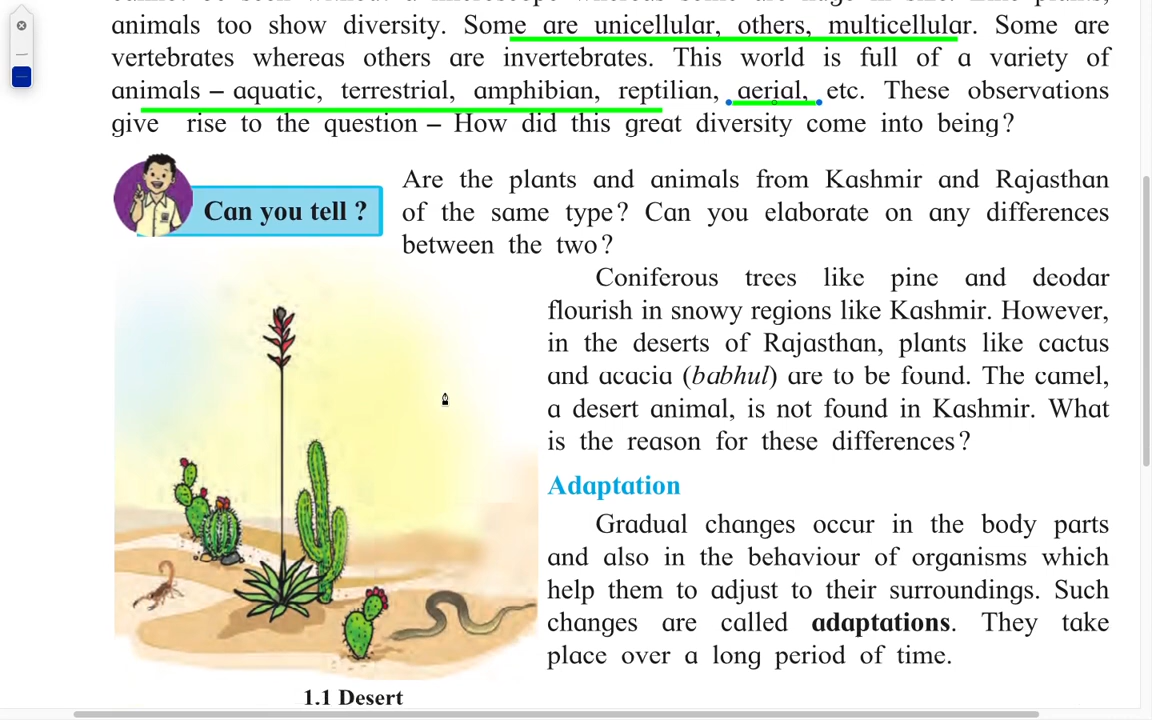 animals too show diversity. Some are unicellular, others, multicellular. Some are
vertebrates whereas others are invertebrates. This world is full of a variety of
animals – aquatic, terrestrial, amphibian, reptilian, aerial, etc. These observations
give rise to the question – How did this great diversity come into being?
Can you tell ?
Are the plants and animals from Kashmir and Rajasthan
of the same type? Can you elaborate on any differences
between the two?
Coniferous trees like pine and deodar
flourish in snowy regions like Kashmir. However,
in the deserts of Rajasthan, plants like cactus
and acacia (babhul) are to be found. The camel,
a desert animal, is not found in Kashmir. What
is the reason for these differences?
Adaptation
Gradual changes occur in the body parts
and also in the behaviour of organisms which
help them to adjust to their surroundings. Such
changes are called adaptations. They take
place over a long period of time.
1.1 Desert